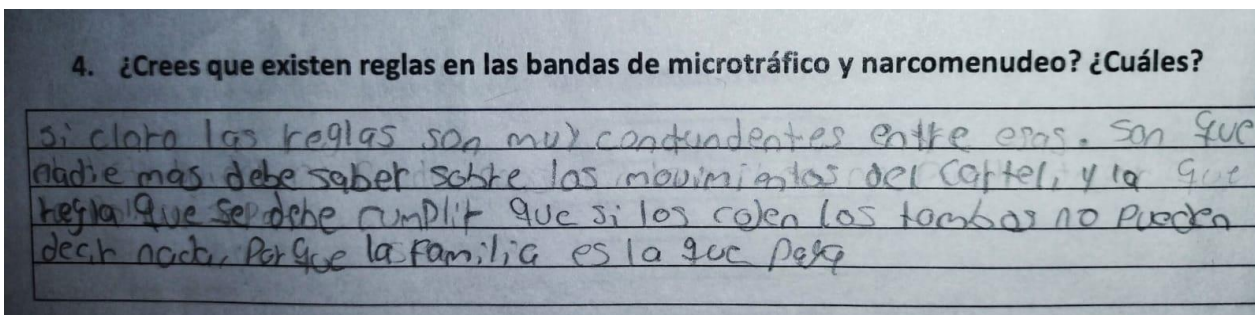 4. ¿Crees que existen reglas en las bandas de microtráfico y narcomenudeo? ¿Cuáles?
si claro las reglas son muy contundentes entre esas. son que
nadie mas debe saber sobre los movimientos del cartel, y la que
regla que se debe cumplir que si los cojen los tombos no pueden
decir nada, Porque la familia es la que paga